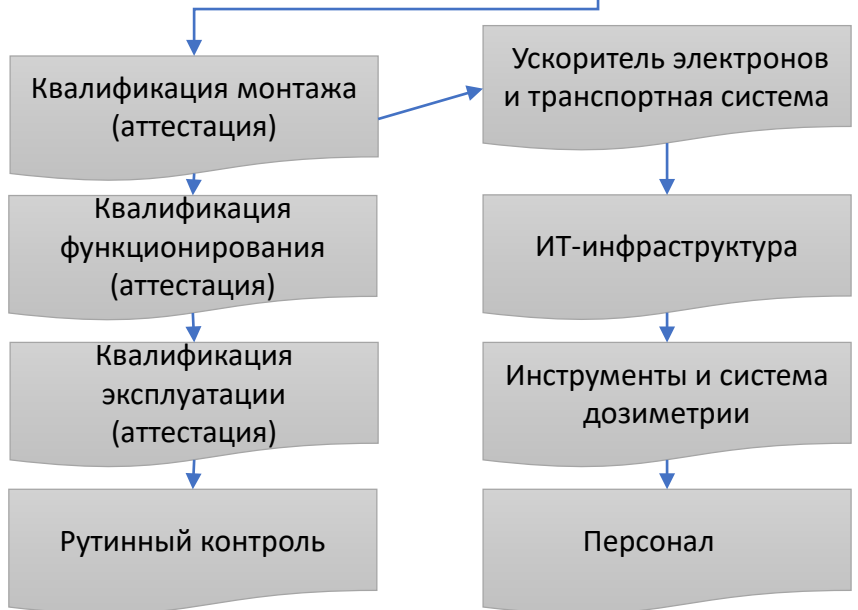 Квалификация монтажа
(аттестация)
Ускоритель электронов
и транспортная система
Квалификация
функционирования
(аттестация)
ИТ-инфраструктура
Квалификация
эксплуатации
(аттестация)
Инструменты и система
дозиметрии
Рутинный контроль
Персонал